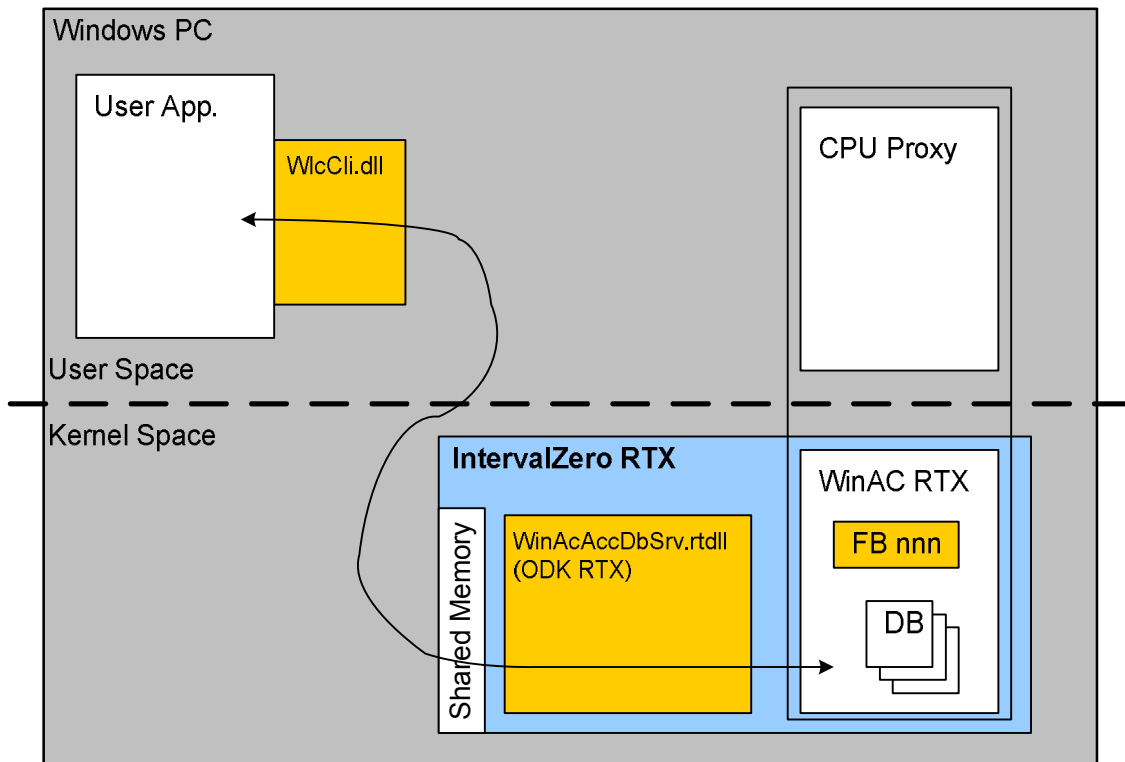 Windows PC
User App.
WlcCli.dll
CPU Proxy
User Space
Kernel Space
IntervalZero RTX
Shared Memory
WinAcAccDbSrv.rtdll
(ODK RTX)
WinAC RTX
FB nnn
DB